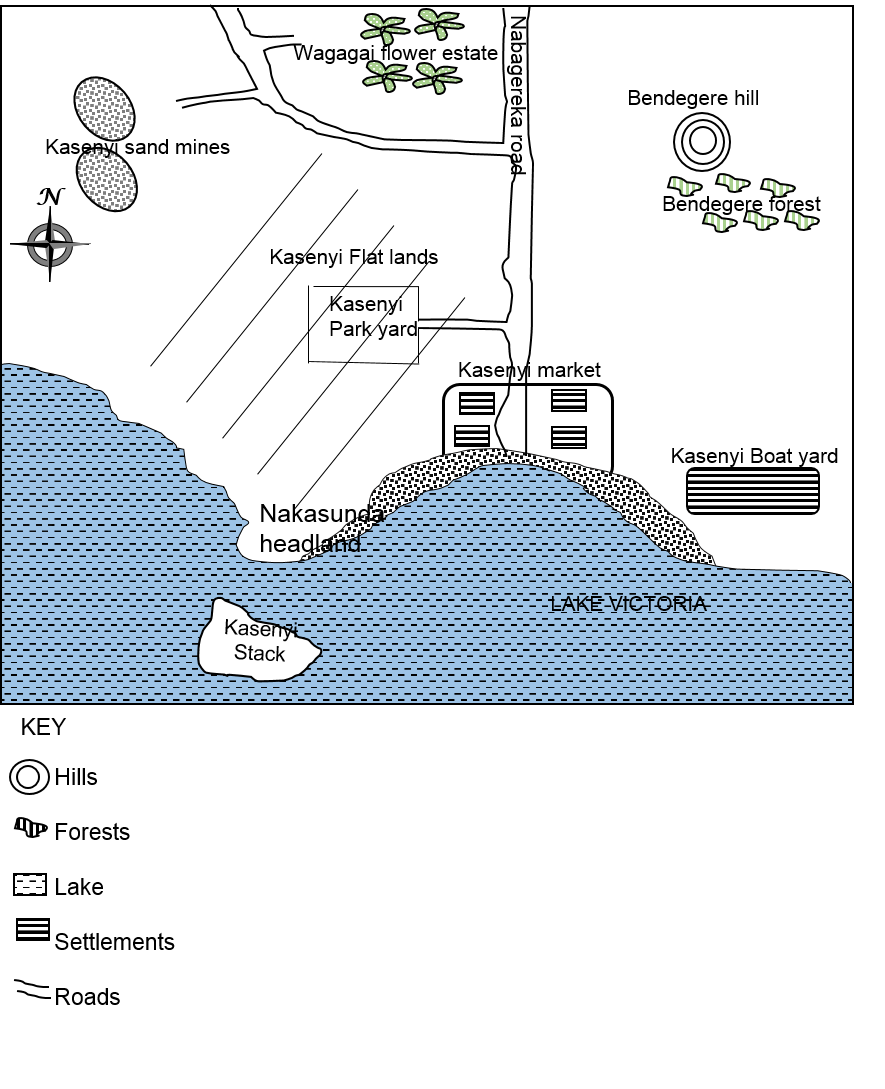 Wagagai flower estate
Nabagereka road
Bendegere hill
Kasenyi sand mines
N
Bendegere forest
Kasenyi Flat lands
Kasenyi
Park yard
Kasenyi market
Kasenyi Boat yard
Nakasunda
headland
LAKE VICTORIA
Kasenyi
Stack
KEY
Hills
Forests
Lake
Settlements
Roads